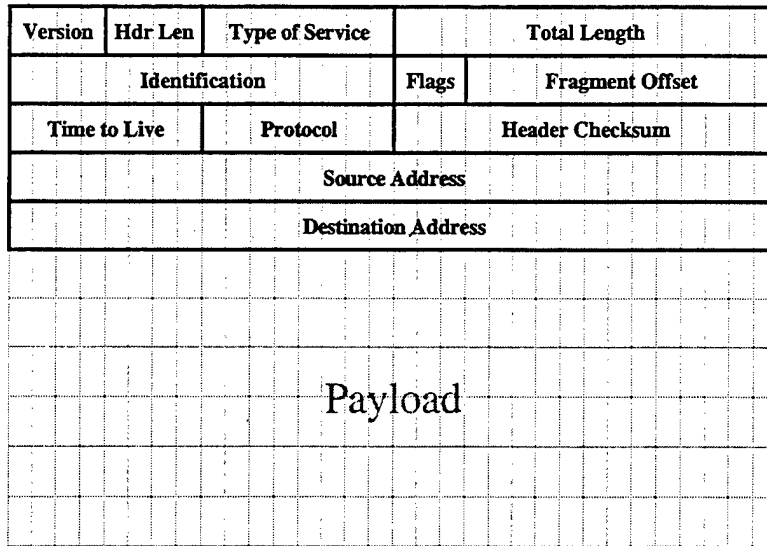 Version Hdr Len Type of Service Total Length
Identification Flags Fragment Offset
Time to Live Protocol Header Checksum
Source Address
Destination Address
Payload